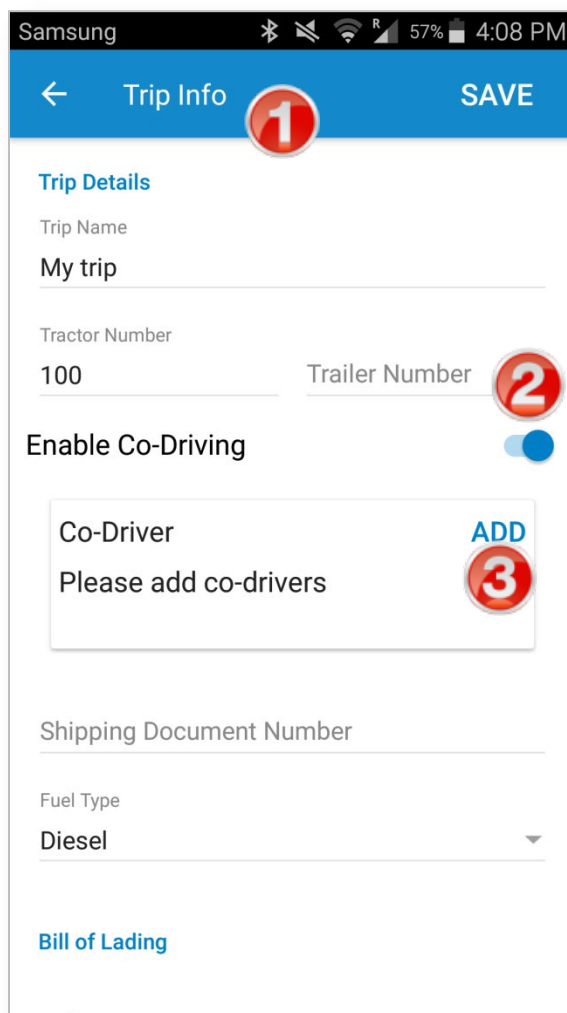 Samsung R 57% 4:08 PM
Trip Info SAVE
1
Trip Details
Trip Name
My trip
Tractor Number
100 Trailer Number
2
Enable Co-Driving
Co-Driver ADD
Please add co-drivers
3
Shipping Document Number
Fuel Type
Diesel
Bill of Lading